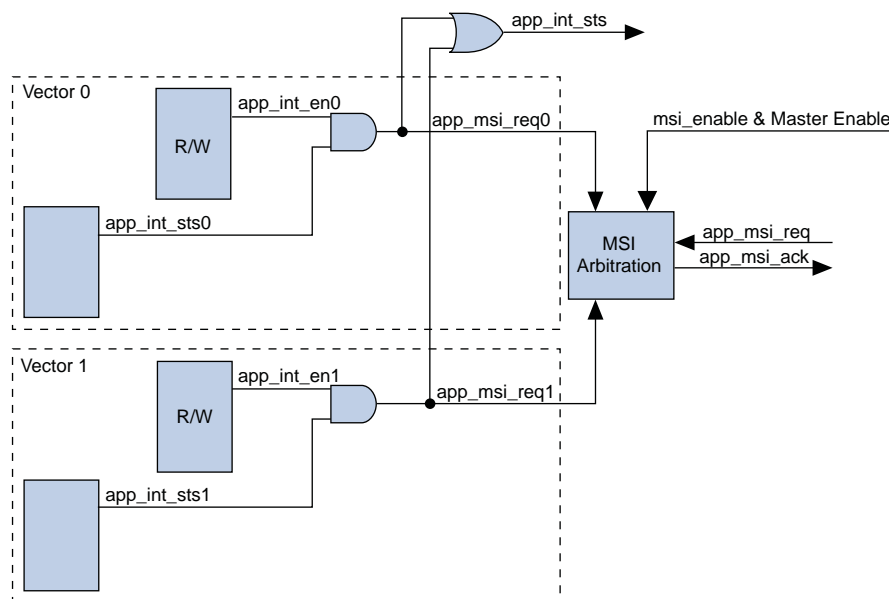 app_int_sts
Vector 0
app_int_en0
R/W
app_msi_req0
msi_enable & Master Enable
app_int_sts0
MSI
Arbitration
app_msi_req
app_msi_ack
Vector 1
app_int_en1
R/W
app_msi_req1
app_int_sts1